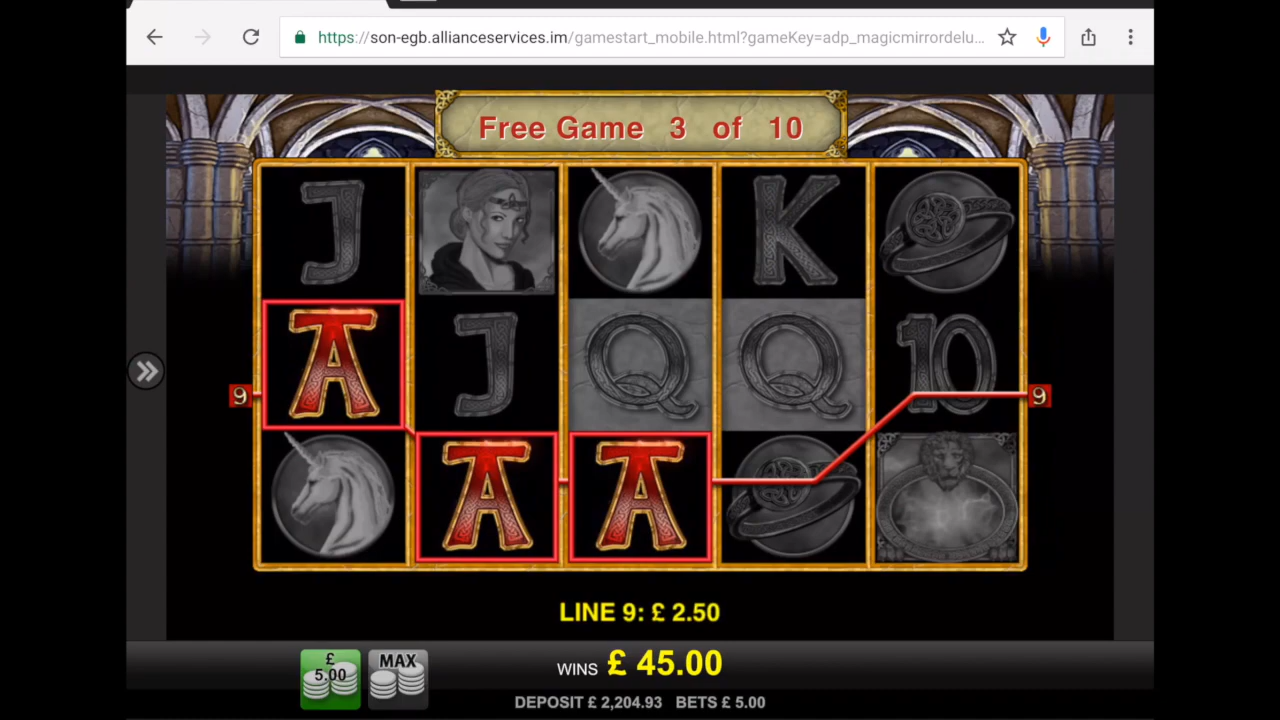 https://son-egb.allianceservices.im/gamestart_mobile.html?gameKey=adp_magicmirrordelu...
Free Game 3 of 10
J K
A J Q Q 10
9 9
A A
LINE 9: £ 2.50
£ 5.00 MAX WINS £ 45.00
DEPOSIT £ 2,204.93 BETS £ 5.00